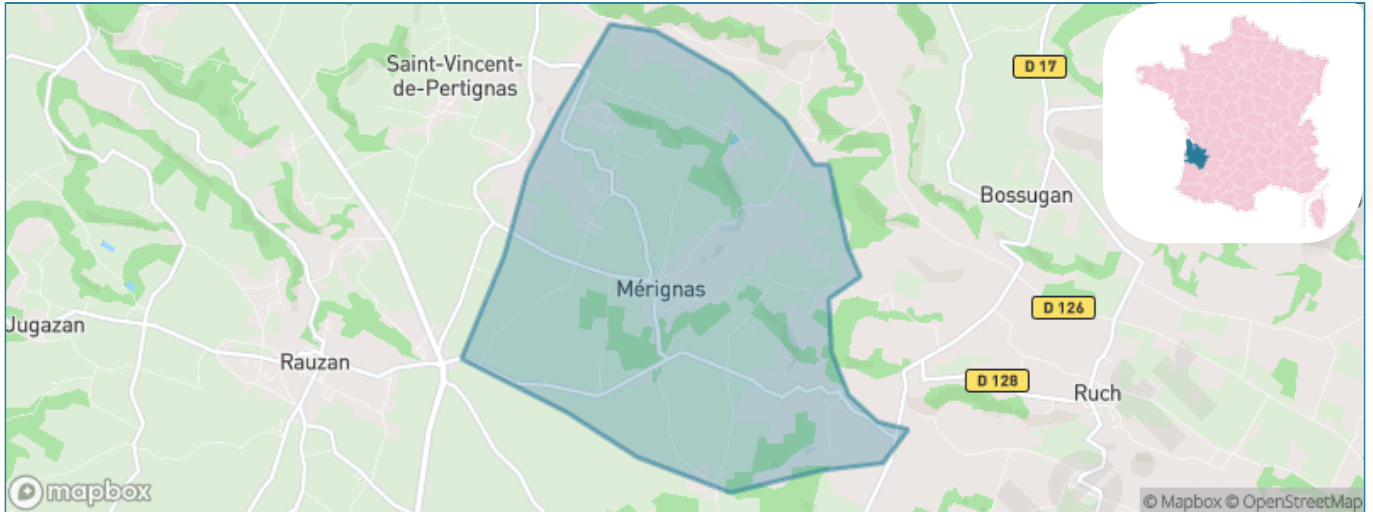 Saint-Vincent-
de-Pertignas
D 17
Bossugan
Mérignas
D 126
Jugazan
Rauzan
D 128
Ruch
mapbox
© Mapbox © OpenStreetMap